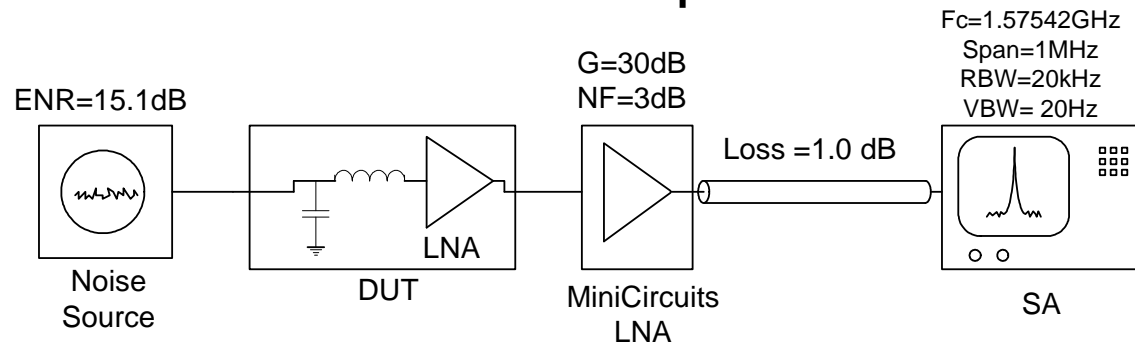 Fc=1.57542GHz
Span=1MHz
RBW=20kHz
VBW= 20Hz
G=30dB
NF=3dB
ENR=15.1dB
Loss =1.0 dB
LNA
DUT
Noise
Source
MiniCircuits
LNA
SA